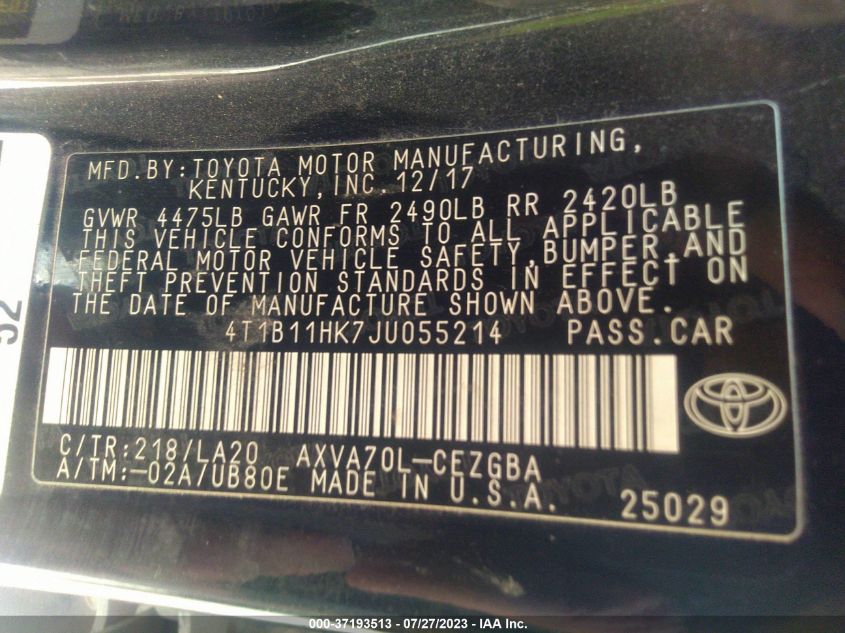 MFD.BY:TOYOTA MOTOR MANUFACTURING,
KENTUCKY,INC.12/17
GVWR 4475LB GAWR FR 2490LB RR 2420LB
THIS VEHICLE CONFORMS TO ALL APPLICABLE
FEDERAL MOTOR VEHICLE SAFETY,BUMPER,AND
THEFT PREVENTION STANDARDS IN EFFECT ON
THE DATE OF MANUFACTURE SHOWN ABOVE.
4T1B11HK7JU055214 PASS.CAR
C/TR:218/LA20 AXVA70L-CEZGBA
A/TM:-02A/UB80E MADE IN U.S.A.
25029
52
000-37193513 - 07/27/2023 - IAA Inc.